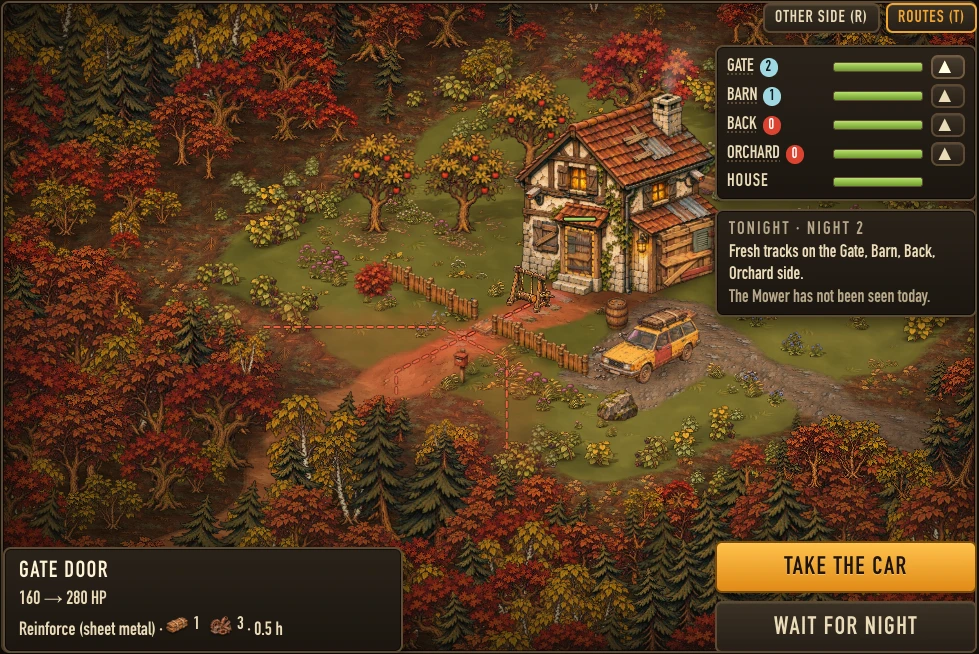 OTHER SIDE (R)
ROUTES (T)
GATE 2
BARN 1
BACK 0
ORCHARD 0
HOUSE
TONIGHT · NIGHT 2
Fresh tracks on the Gate, Barn, Back,
Orchard side.
The Mower has not been seen today.
GATE DOOR
160 → 280 HP
Reinforce (sheet metal) · 1 3 · 0.5 h
TAKE THE CAR
WAIT FOR NIGHT